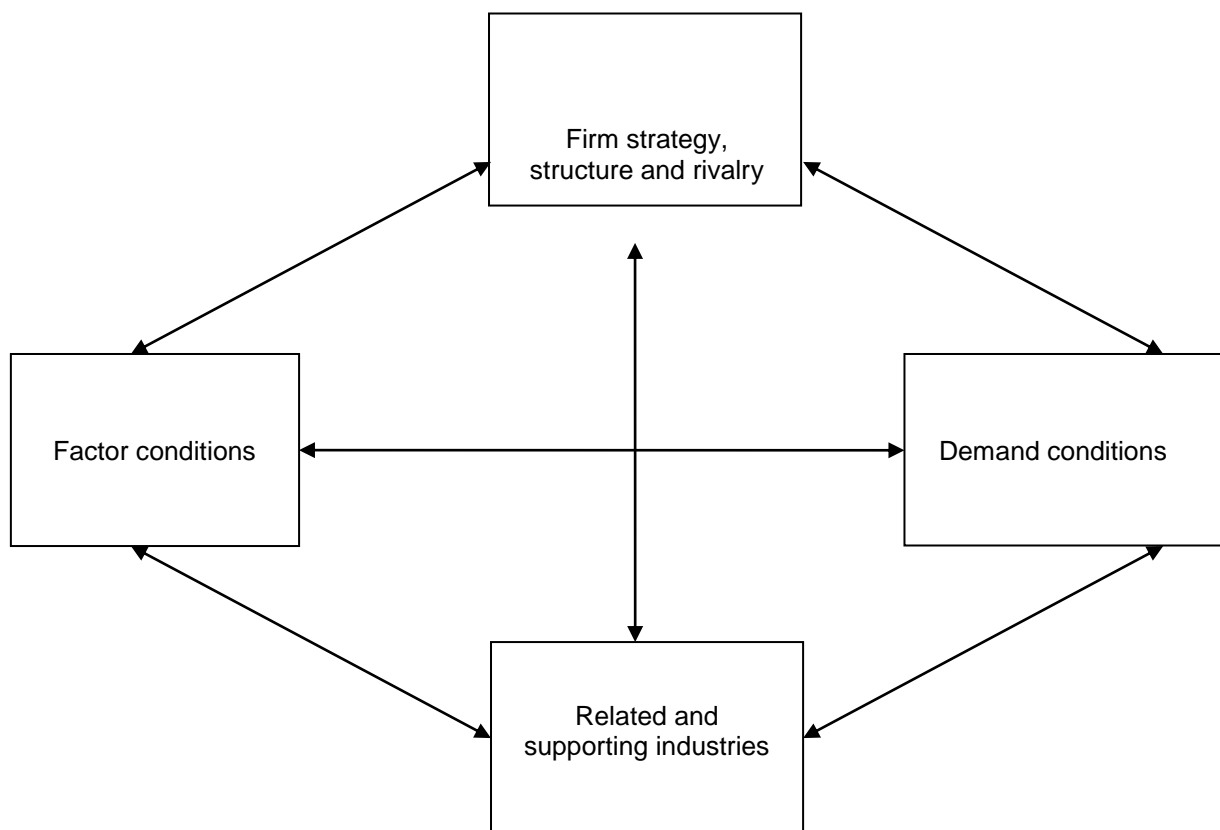 Firm strategy,
structure and rivalry
Factor conditions
Demand conditions
Related and
supporting industries